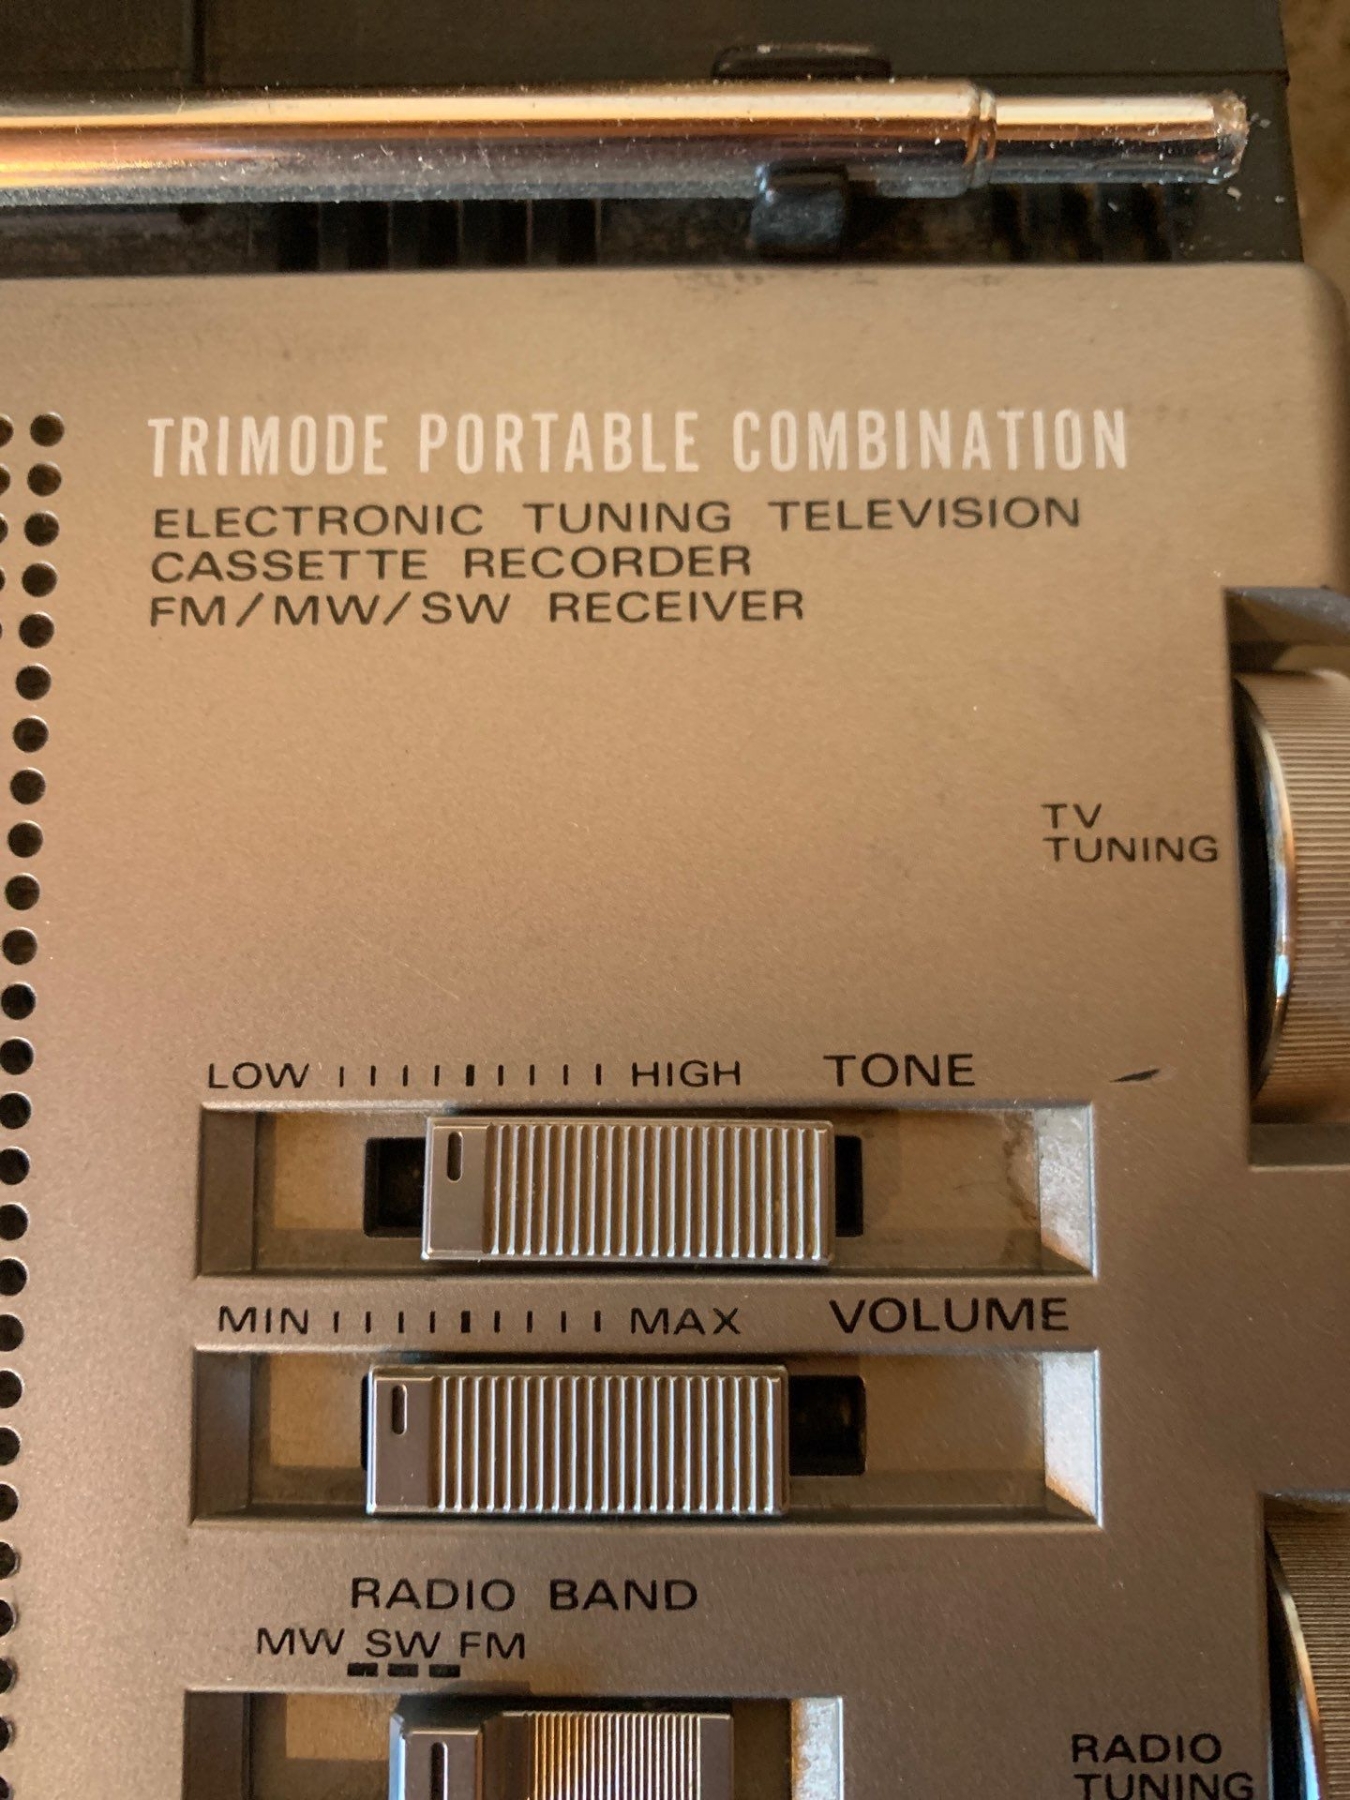 TRIMODE PORTABLE COMBINATION
ELECTRONIC TUNING TELEVISION
CASSETTE RECORDER
FM/MW/SW RECEIVER
TV
TUNING
LOW HIGH TONE
MIN MAX VOLUME
RADIO BAND
MW SW FM
RADIO
TUNING